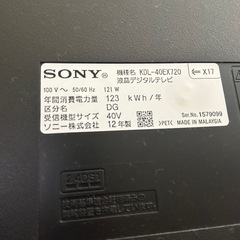 SONY® 機種名 KDL-40EX720 X17
液晶デジタルテレビ
100 V～ 50/60 Hz 121 W
年間消費電力量 123 kWh/年
区分名 DG
受信機型サイズ 40V
ソニー株式会社 12年製
Ser.No. 1579099
>PETC MADE IN MALAYSIA